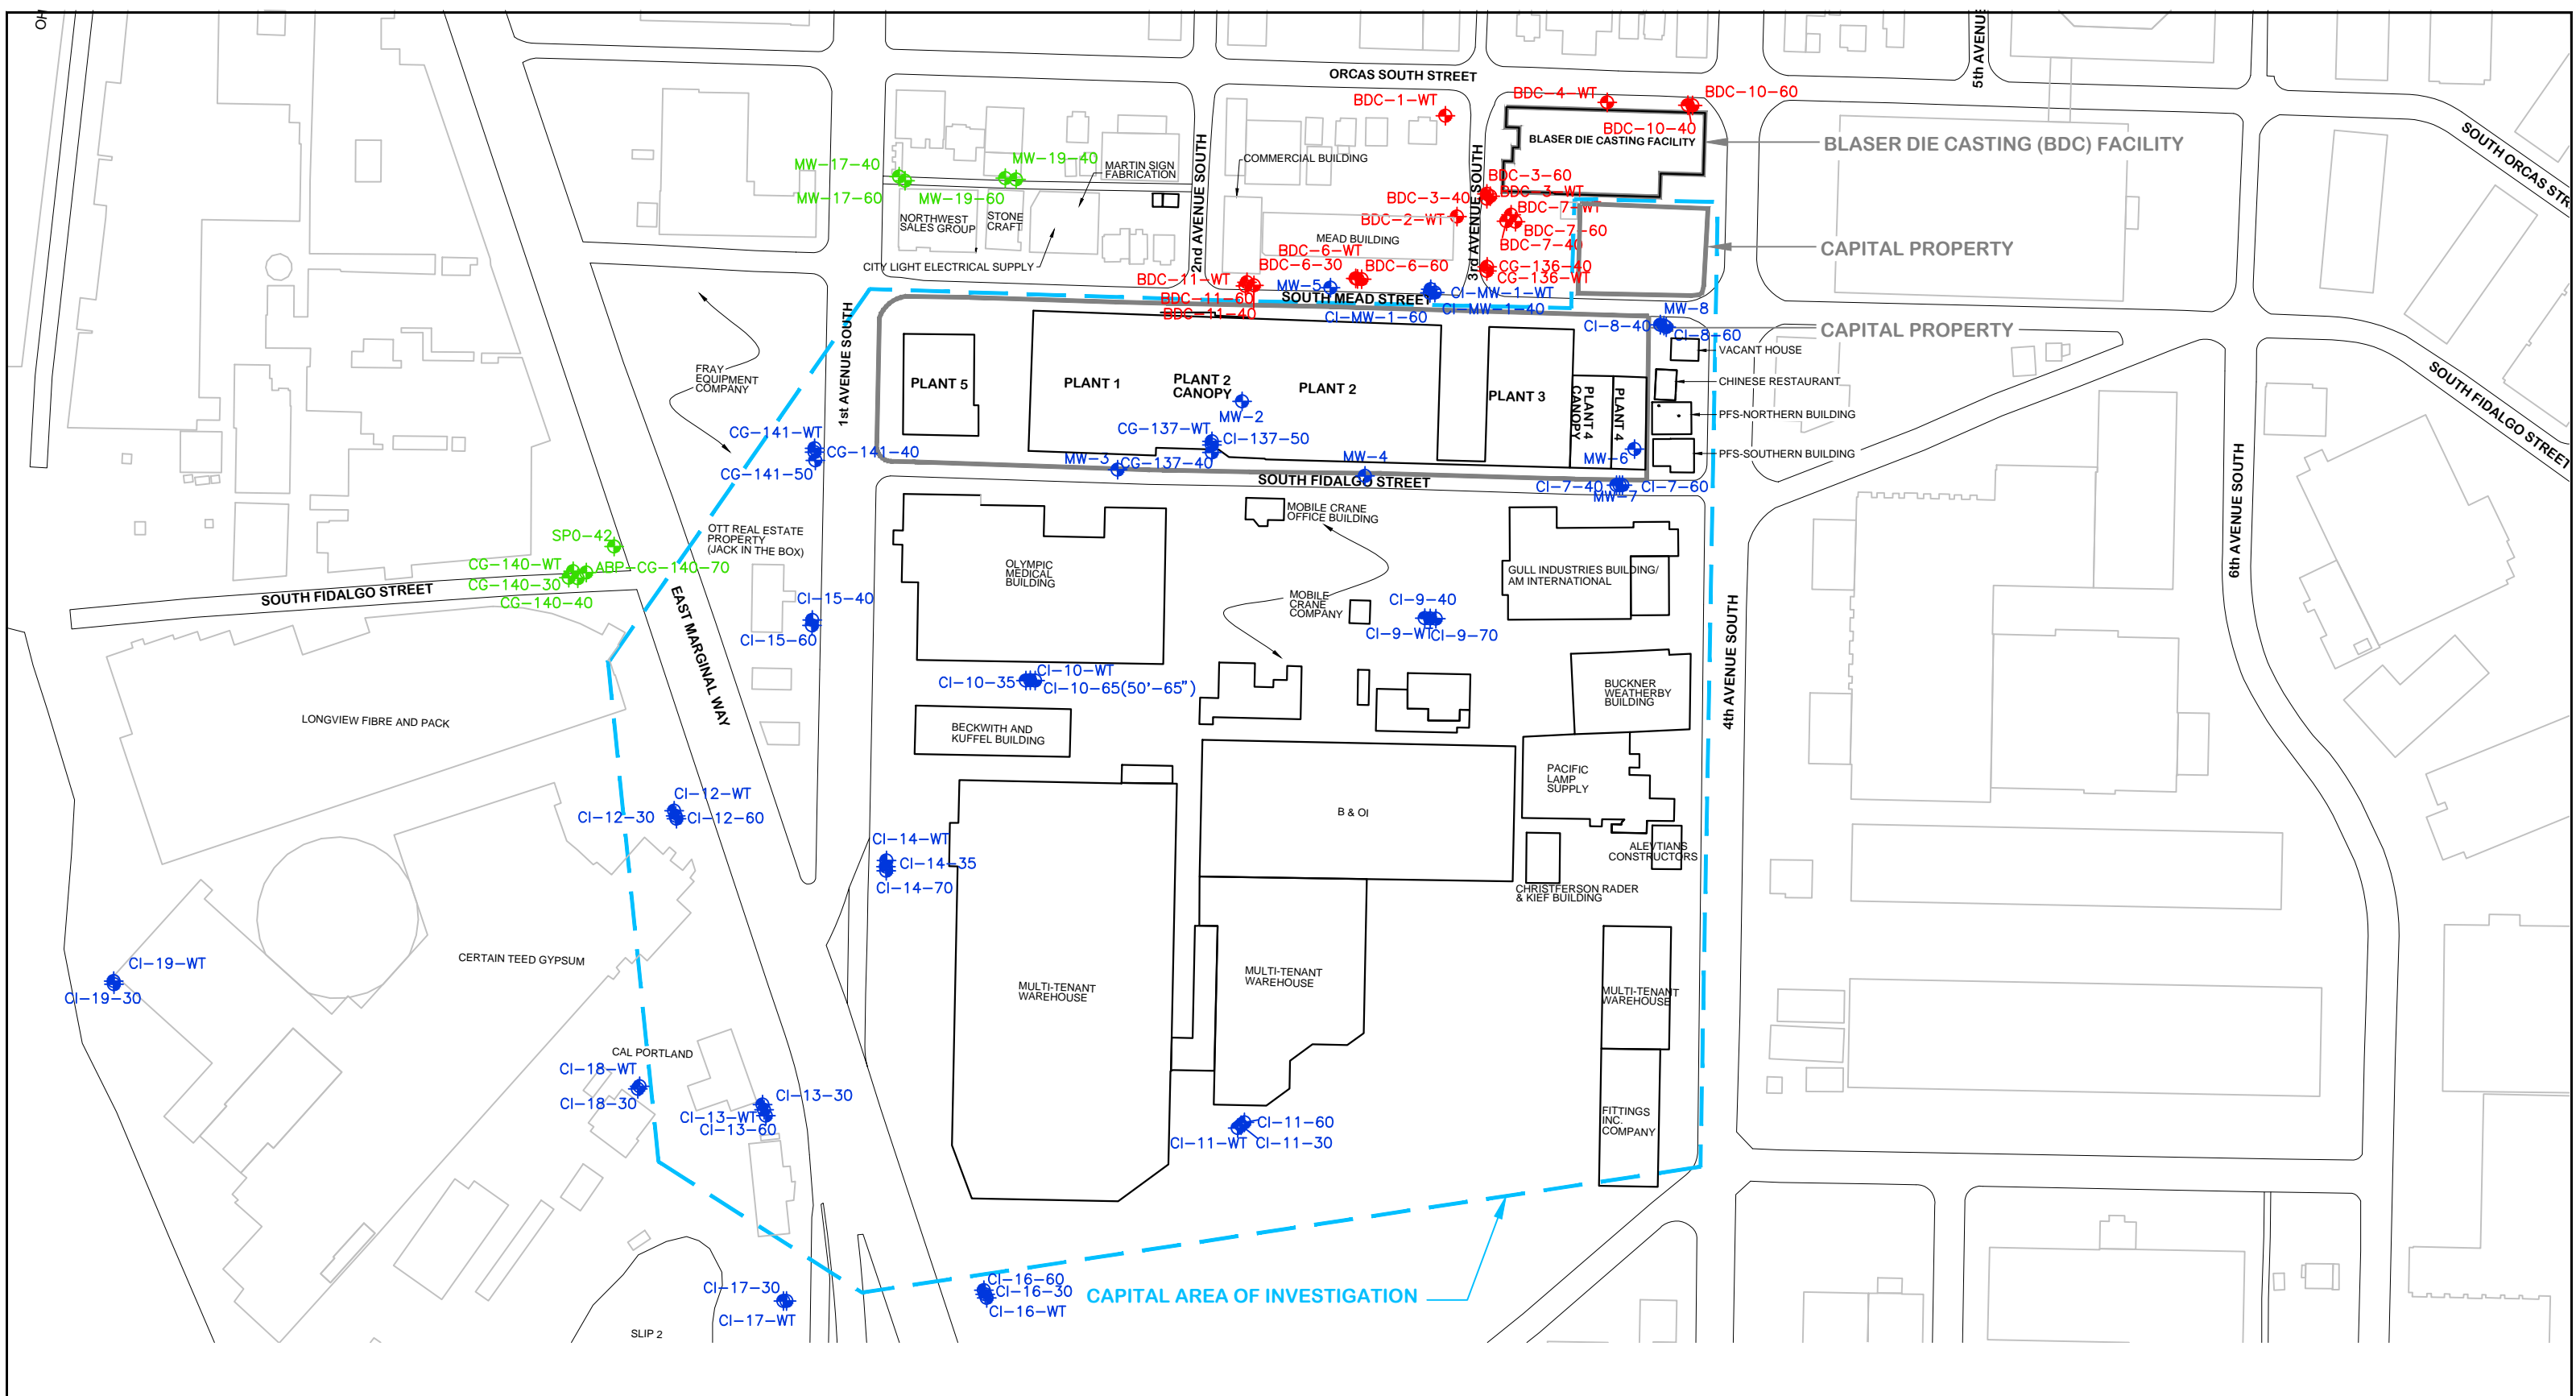 OH
5th AVENUE
ORCAS SOUTH STREET
BDC-1-WT
BDC-4-WT
BDC-10-60
BDC-10-40
BLASER DIE CASTING FACILITY
BLASER DIE CASTING (BDC) FACILITY
SOUTH ORCAS STR
MW-17-40
MW-17-60
MW-19-40
MW-19-60
MARTIN SIGN
FABRICATION
2nd AVENUE SOUTH
COMMERCIAL BUILDING
3rd AVENUE SOUTH
BDC-3-60
BDC-3-WT
BDC-3-40
BDC-2-WT
BDC-7-WT
BDC-7-60
BDC-7-40
NORTHWEST
SALES GROUP
STONE
CRAFT
MEAD BUILDING
CAPITAL PROPERTY
CITY LIGHT ELECTRICAL SUPPLY
BDC-6-WT
BDC-6-30
BDC-6-60
CG-136-40
CG-136-WT
BDC-11-WT
BDC-11-60
BDC-11-40
MW-5
SOUTH MEAD STREET
CI-MW-1-WT
CI-MW-1-40
CI-MW-1-60
MW-8
CI-8-40
CI-8-60
CAPITAL PROPERTY
1st AVENUE SOUTH
FRAY
EQUIPMENT
COMPANY
PLANT 5
PLANT 1
PLANT 2
CANOPY
PLANT 2
PLANT 3
PLANT 4
CANOPY
PLANT 4
VACANT HOUSE
CHINESE RESTAURANT
PFS-NORTHERN BUILDING
PFS-SOUTHERN BUILDING
SOUTH FIDALGO STREET
MW-2
CG-137-WT
CI-137-50
CG-137-40
MW-3
MW-4
MW-6
CG-141-WT
CG-141-40
CG-141-50
SOUTH FIDALGO STREET
CI-7-40
MW-7
CI-7-60
6th AVENUE SOUTH
MOBILE CRANE
OFFICE BUILDING
OTT REAL ESTATE
PROPERTY
(JACK IN THE BOX)
SPO-42
CG-140-WT
ABP-CG-140-70
CG-140-30
CG-140-40
SOUTH FIDALGO STREET
OLYMPIC
MEDICAL
BUILDING
GULL INDUSTRIES BUILDING/
AM INTERNATIONAL
EAST MARGINAL WAY
CI-15-40
CI-15-60
MOBILE
CRANE
COMPANY
CI-9-40
CI-9-WT
CI-9-70
4th AVENUE SOUTH
CI-10-WT
CI-10-35
CI-10-65(50'-65")
BUCKNER
WEATHERBY
BUILDING
LONGVIEW FIBRE AND PACK
BECKWITH AND
KUFFEL BUILDING
PACIFIC
LAMP
SUPPLY
CI-12-WT
CI-12-30
CI-12-60
B & OI
CI-14-WT
CI-14-35
CI-14-70
ALEVTIANS
CONSTRUCTORS
CHRISTFERSON RADER
& KIEF BUILDING
CERTAIN TEED GYPSUM
CI-19-WT
CI-19-30
MULTI-TENANT
WAREHOUSE
MULTI-TENANT
WAREHOUSE
MULTI-TENANT
WAREHOUSE
CAL PORTLAND
CI-18-WT
CI-18-30
CI-13-30
CI-13-WT
CI-13-60
CI-11-60
CI-11-WT
CI-11-30
FITTINGS
INC.
COMPANY
CI-17-30
CI-17-WT
CI-16-60
CI-16-30
CI-16-WT
CAPITAL AREA OF INVESTIGATION
SLIP 2